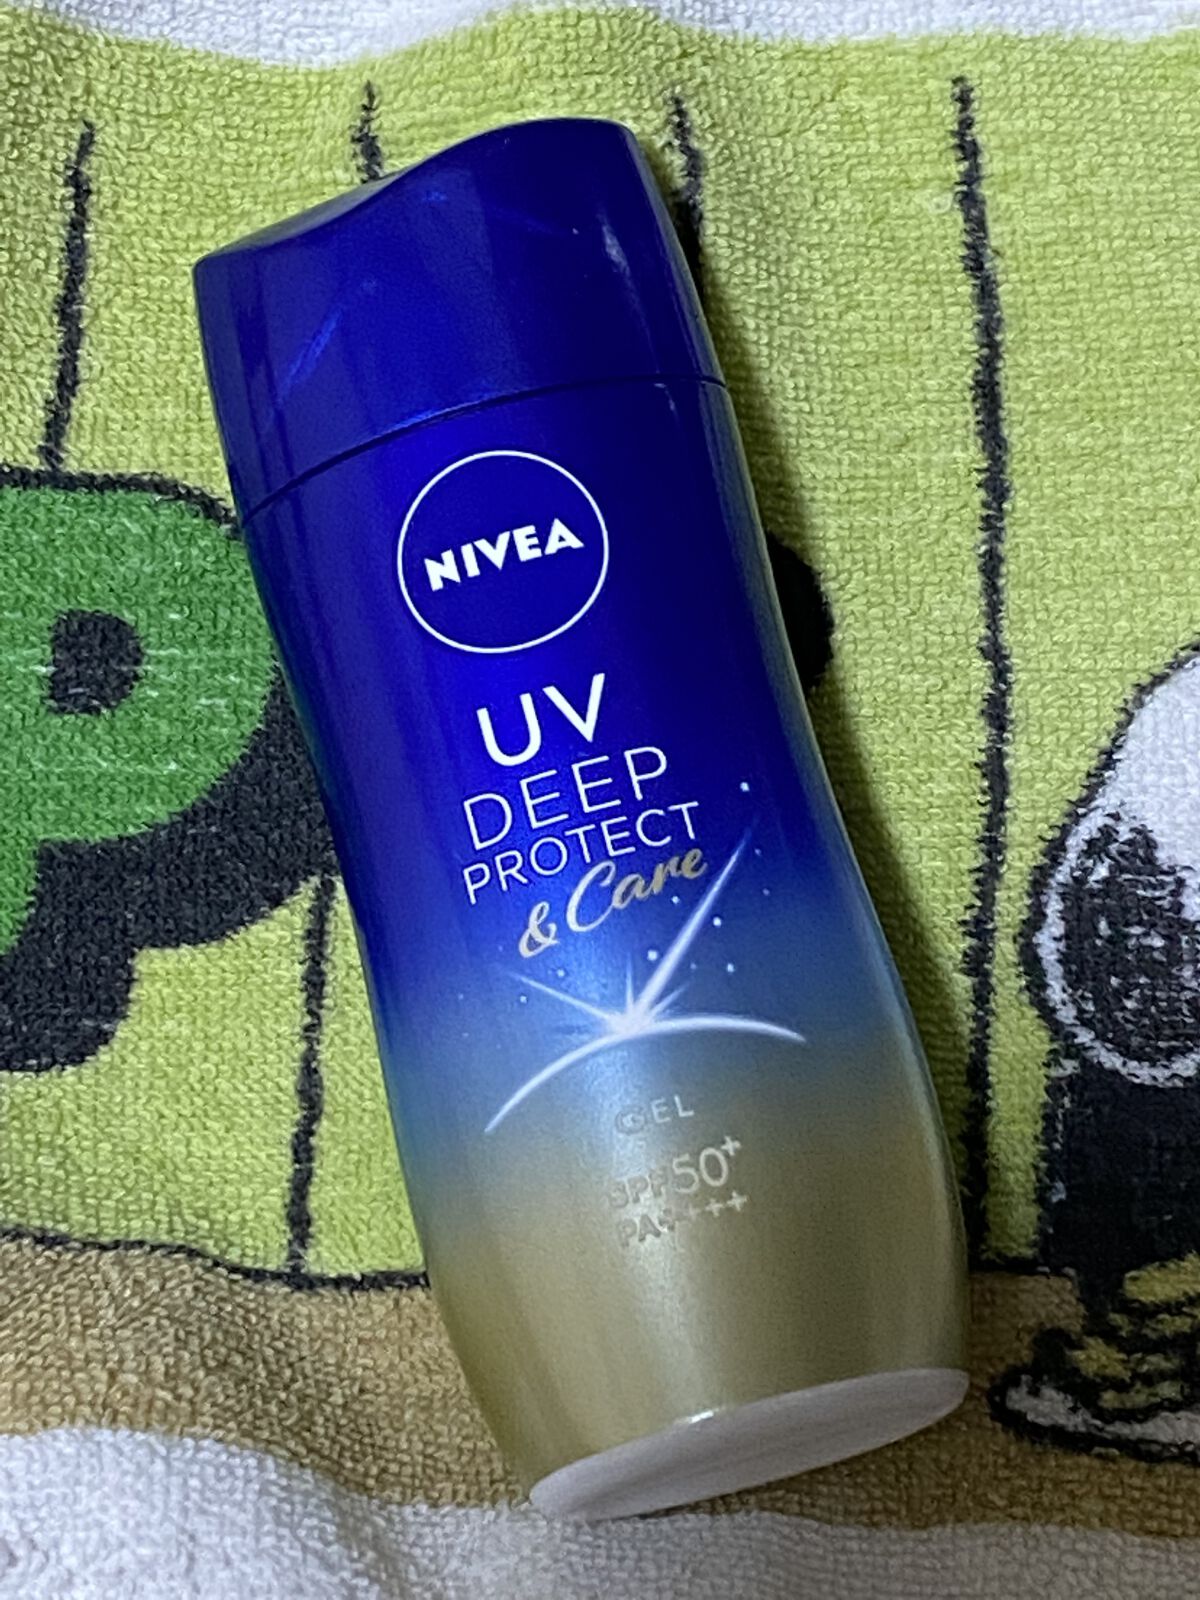 NIVEA
UV
DEEP
PROTECT
& Care
GEL
SPF50+
PA++++